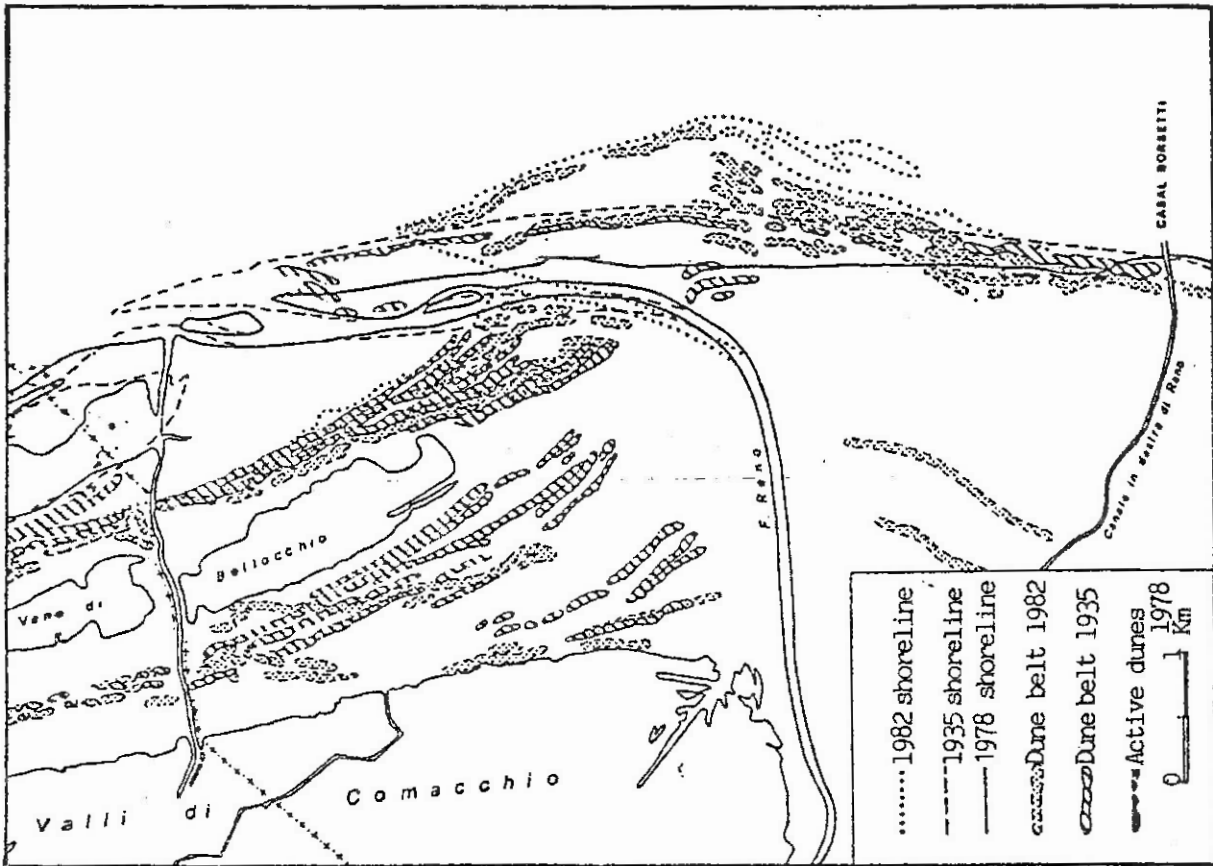 CASAL BORSETTI
Canale in destra di Reno
F. Reno
Bellocchio
Vene di
Valli di Comacchio
1982 shoreline
1935 shoreline
1978 shoreline
Dune belt 1982
Dune belt 1935
Active dunes 1978
0 1 Km